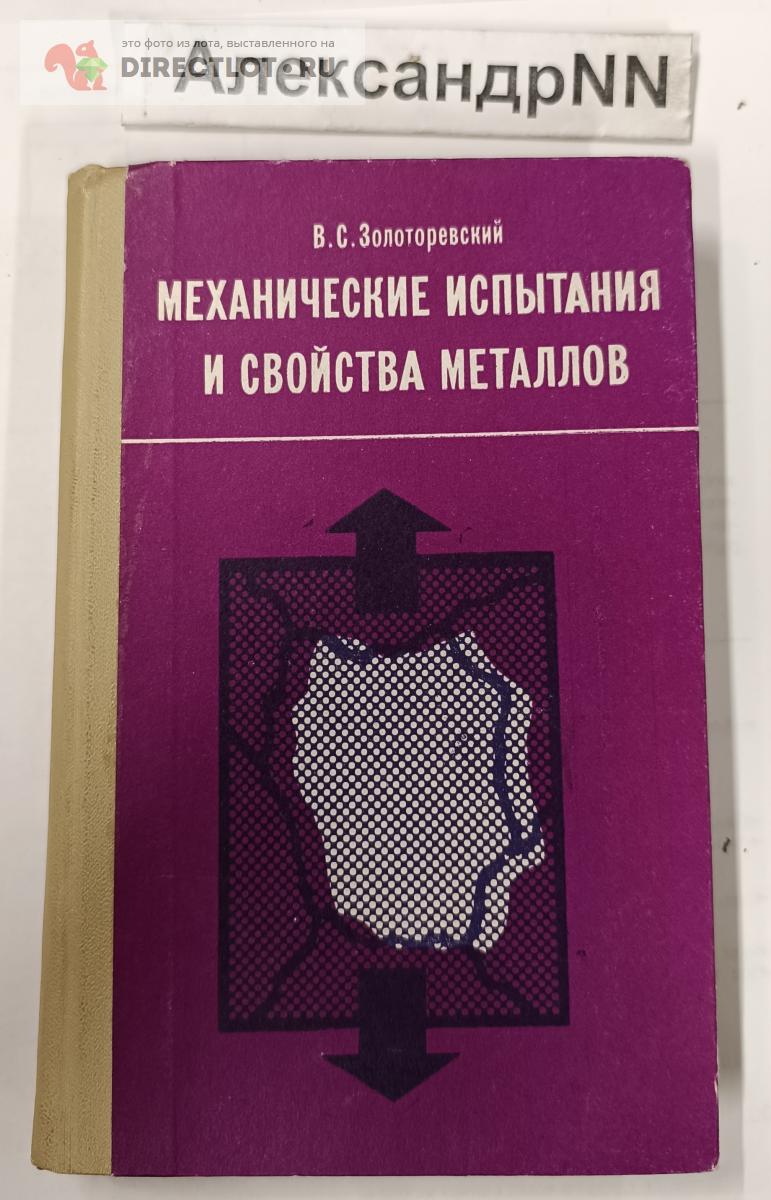 это фото из лота, выставленного на
DIRECTLOT.RU
АлександрNN
В.С.Золоторевский
МЕХАНИЧЕСКИЕ ИСПЫТАНИЯ
И СВОЙСТВА МЕТАЛЛОВ